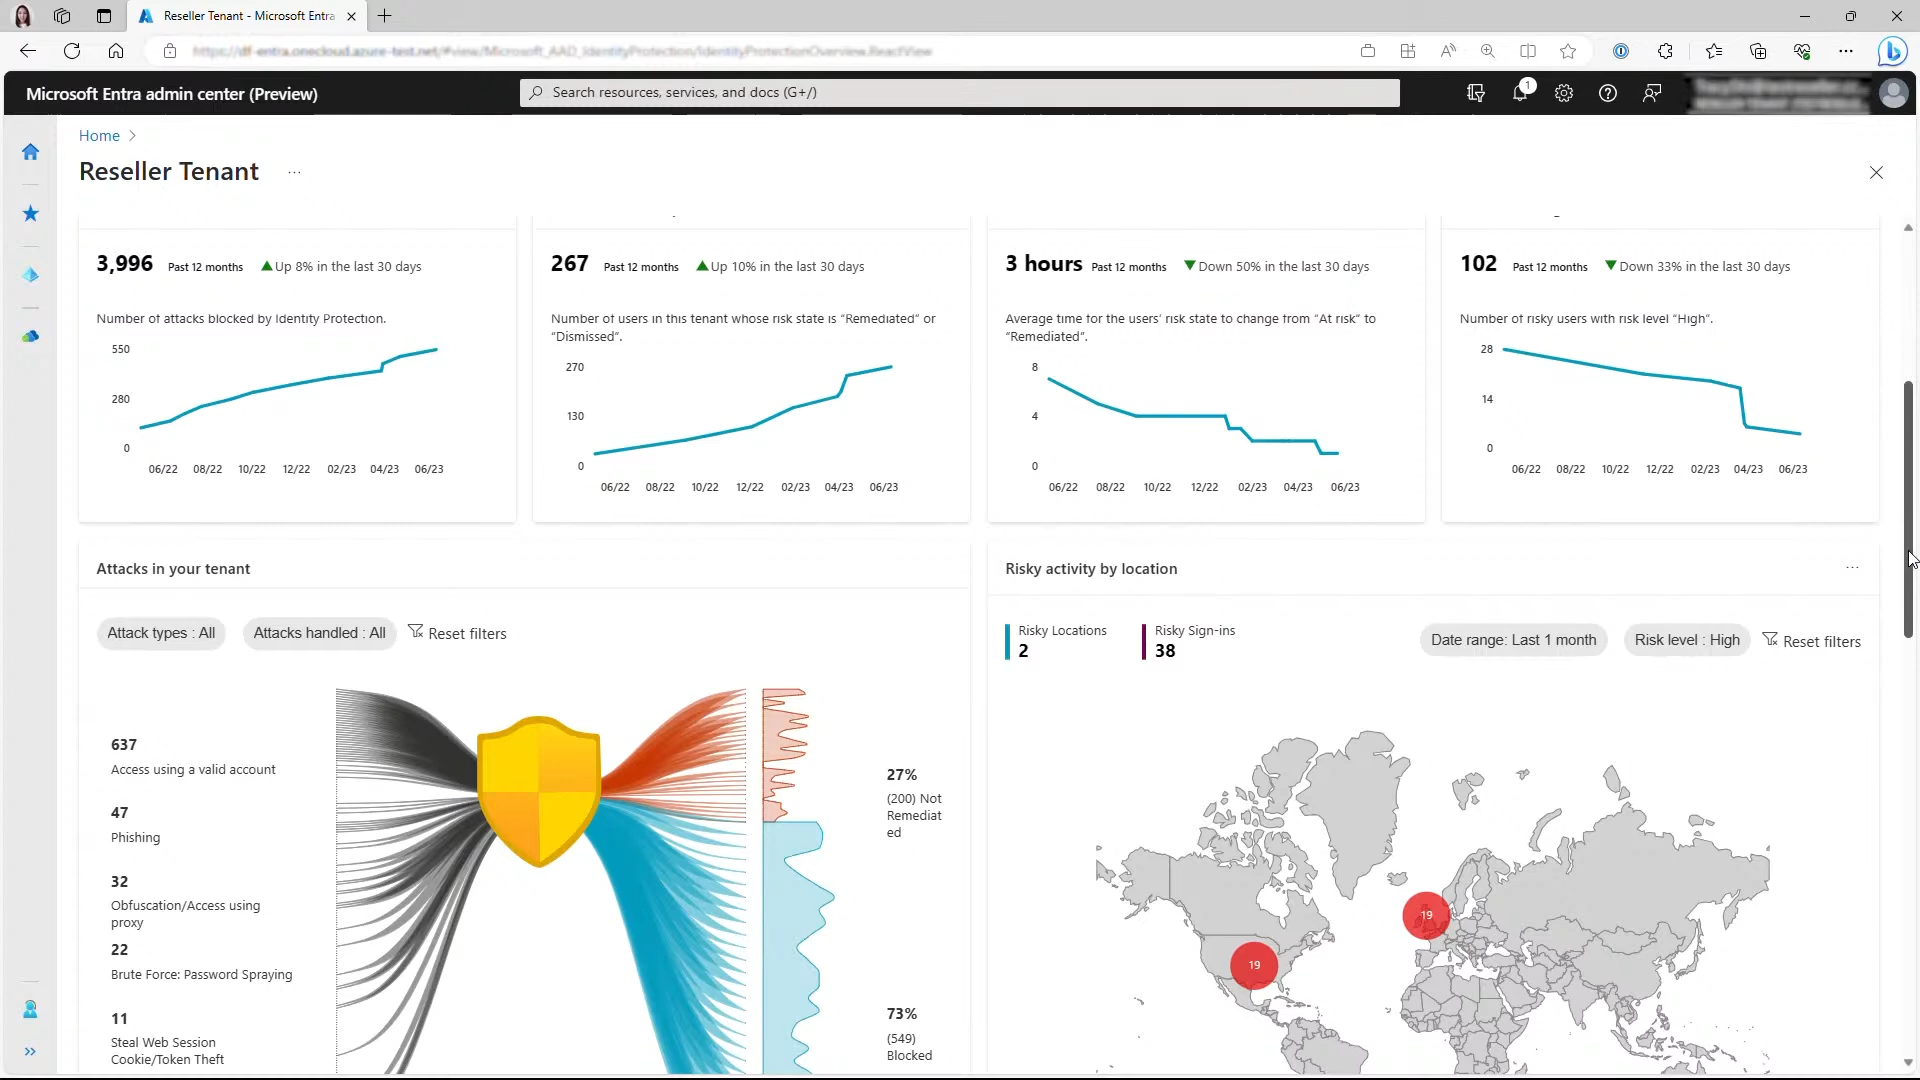 Reseller Tenant - Microsoft Entra
Microsoft Entra admin center (Preview)
Search resources, services, and docs (G+/)
1
Home >
Reseller Tenant
3,996 Past 12 months Up 8% in the last 30 days
Number of attacks blocked by Identity Protection.
550
280
0
06/22 08/22 10/22 12/22 02/23 04/23 06/23
267 Past 12 months Up 10% in the last 30 days
Number of users in this tenant whose risk state is “Remediated” or
“Dismissed”.
270
130
0
06/22 08/22 10/22 12/22 02/23 04/23 06/23
3 hours Past 12 months Down 50% in the last 30 days
Average time for the users’ risk state to change from “At risk” to
“Remediated”.
8
4
0
06/22 08/22 10/22 12/22 02/23 04/23 06/23
102 Past 12 months Down 33% in the last 30 days
Number of risky users with risk level “High”.
28
14
0
06/22 08/22 10/22 12/22 02/23 04/23 06/23
Attacks in your tenant
Attack types : All Attacks handled : All Reset filters
637
Access using a valid account
47
Phishing
32
Obfuscation/Access using
proxy
22
Brute Force: Password Spraying
11
Steal Web Session
Cookie/Token Theft
27%
(200) Not
Remediat
ed
73%
(549)
Blocked
Risky activity by location
Risky Locations
2
Risky Sign-ins
38
Date range: Last 1 month Risk level : High Reset filters
19
19